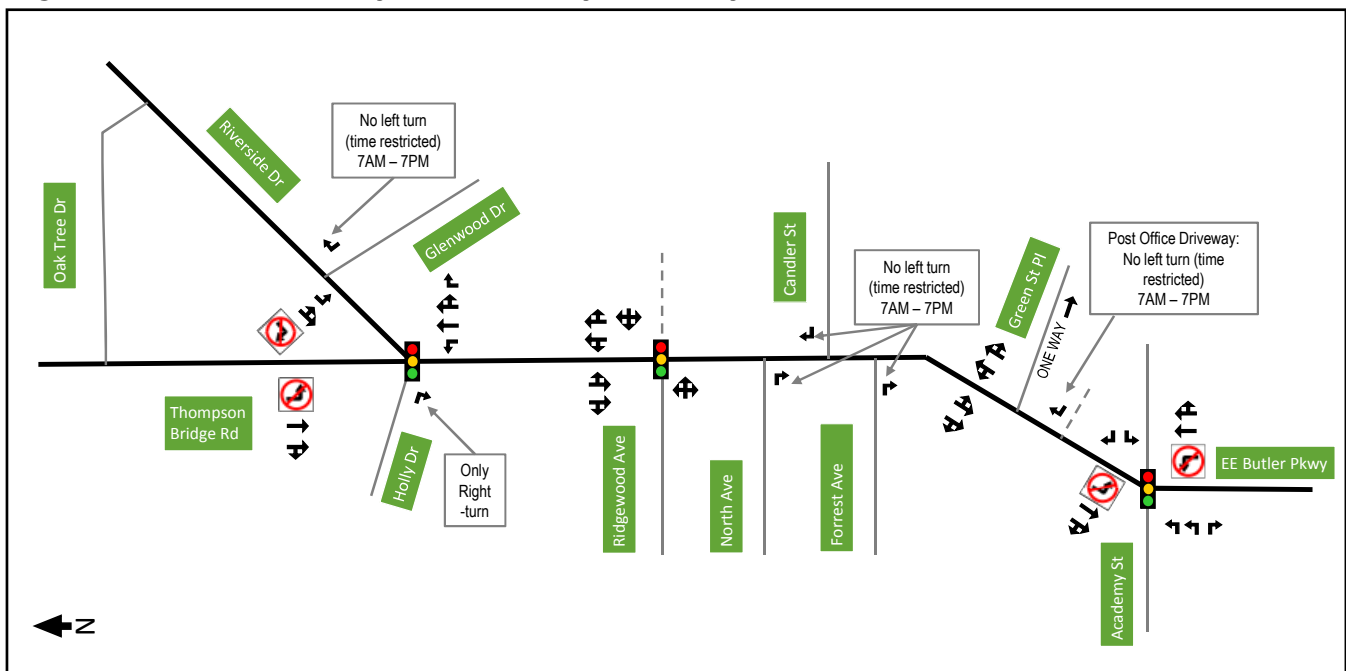 Riverside Dr
No left turn
(time restricted)
7AM – 7PM
Oak Tree Dr
Glenwood Dr
Candler St
No left turn
(time restricted)
7AM – 7PM
Green St Pl
ONE WAY
Post Office Driveway:
No left turn (time
restricted)
7AM – 7PM
Thompson
Bridge Rd
Holly Dr
Only
Right
-turn
Ridgewood Ave
North Ave
Forrest Ave
Academy St
EE Butler Pkwy
N